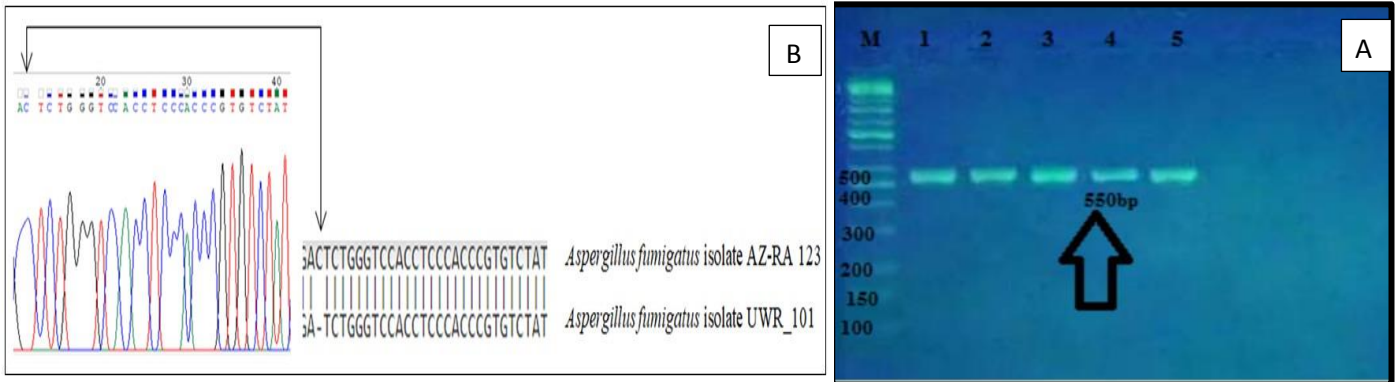 B
20 30 40
AC TCTGGGTCCACCTCCCACCCGTGTCTAT
GACTCTGGGTCCACCTCCCACCCGTGTCTAT Aspergillus fumigatus isolate AZ-RA 123
GA-TCTGGGTCCACCTCCCACCCGTGTCTAT Aspergillus fumigatus isolate UWR_101
A
M 1 2 3 4 5
500
400
550bp
300
200
150
100